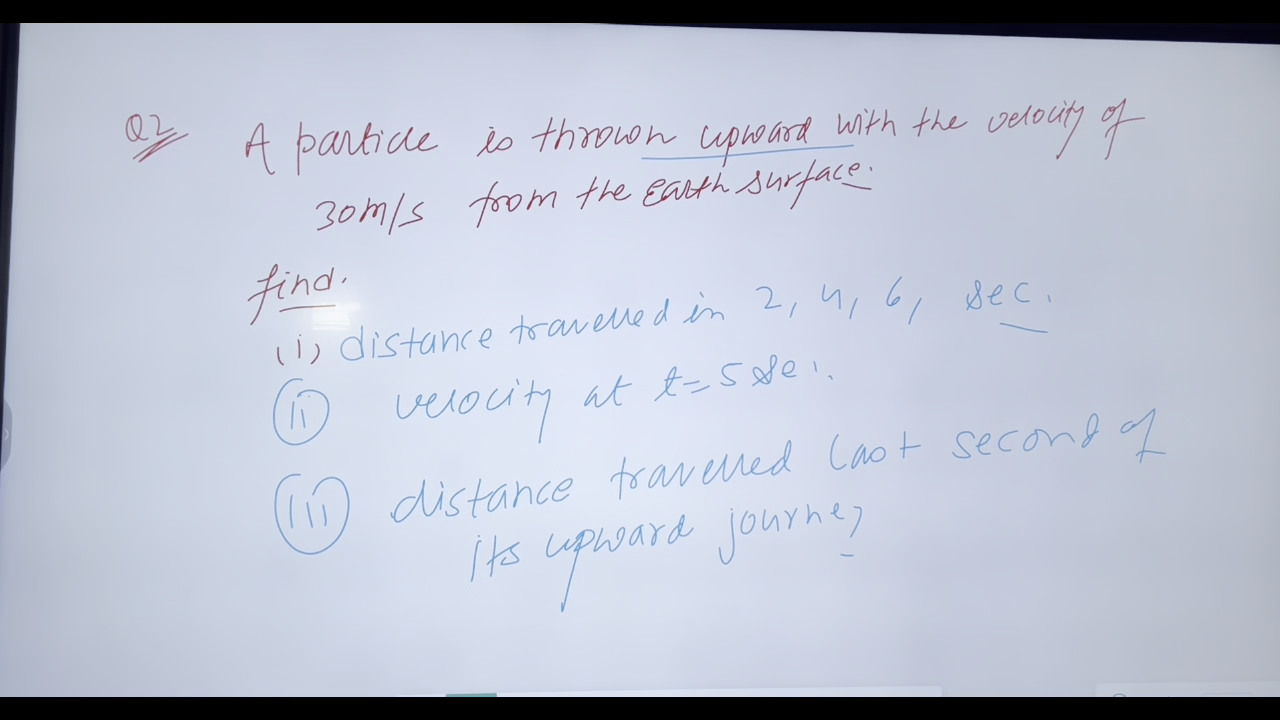 Q2 A particle is thrown upward with the velocity of
30m/s from the Earth surface.
find.
(i) distance travelled in 2, 4, 6, sec.
(ii) velocity at t=5 sec.
(iii) distance travelled last second of
its upward journey